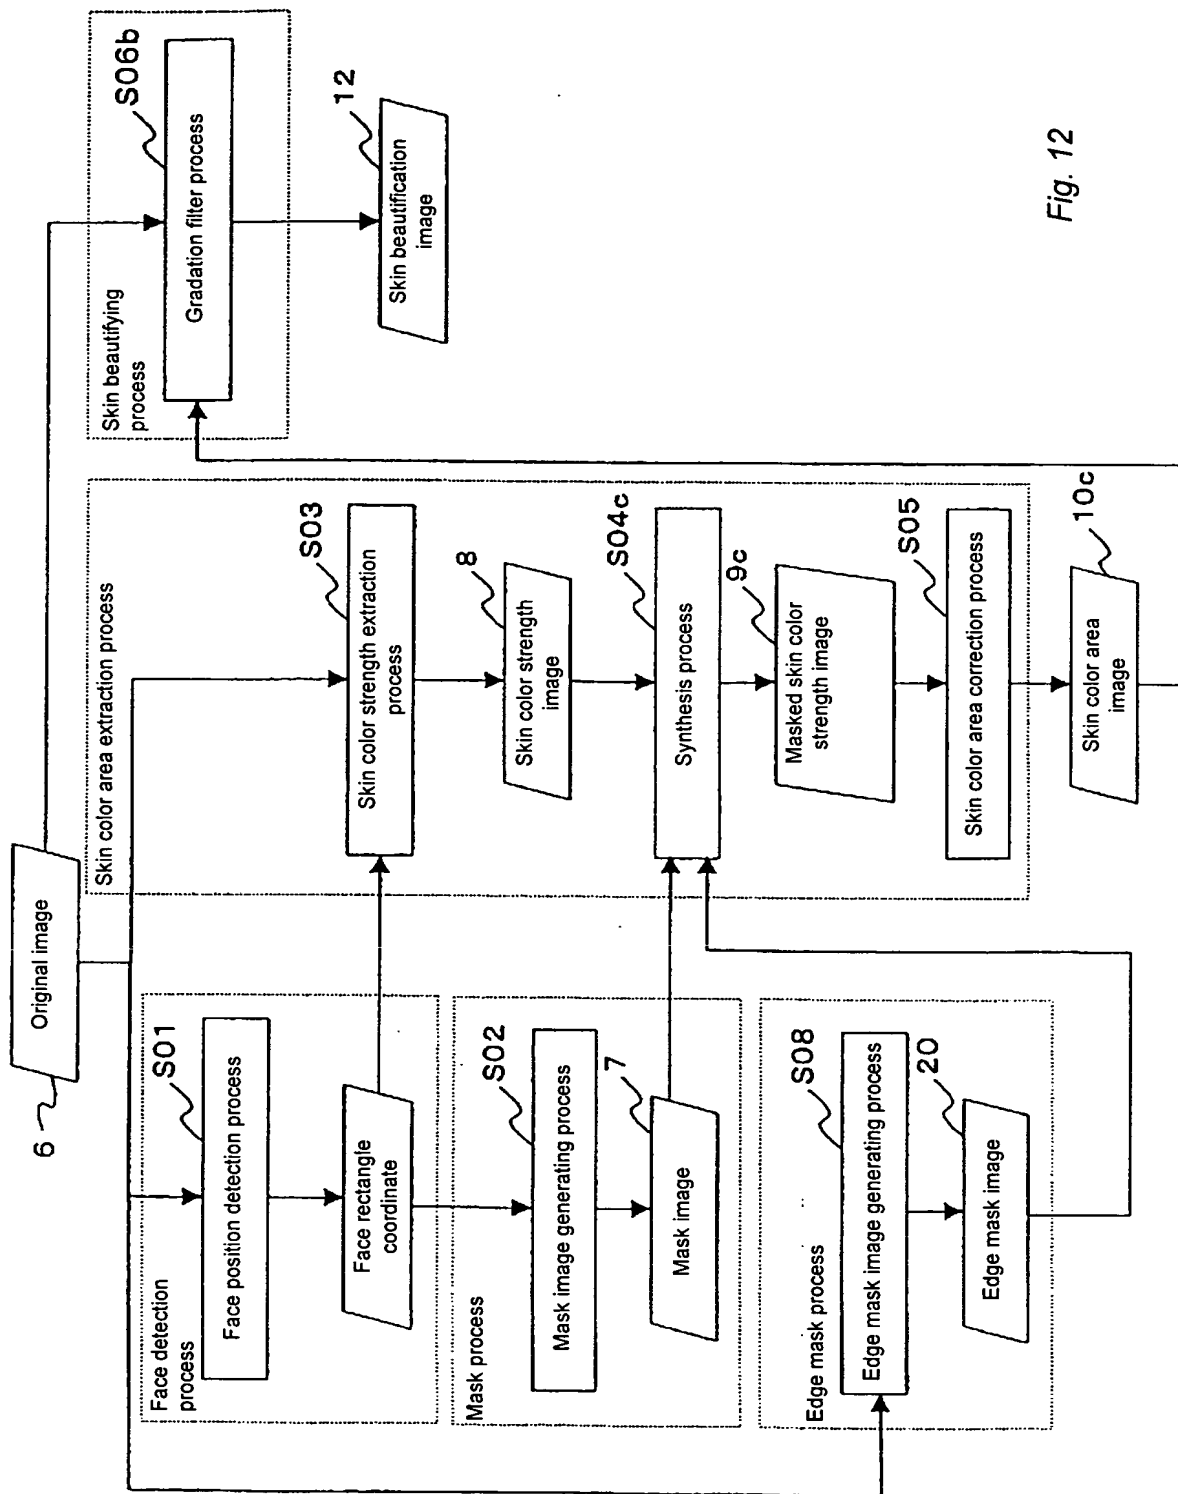 6
Original image
Face detection
process
S01
Face position detection process
Face rectangle
coordinate
Mask process
S02
Mask image generating process
7
Mask image
Edge mask process
S08
Edge mask image generating process
20
Edge mask image
Skin color area extraction process
S03
Skin color strength extraction
process
8
Skin color strength
image
S04c
Synthesis process
9c
Masked skin color
strength image
S05
Skin color area correction process
10c
Skin color area
image
Skin beautifying
process
S06b
Gradation filter process
12
Skin beautification
image
Fig. 12